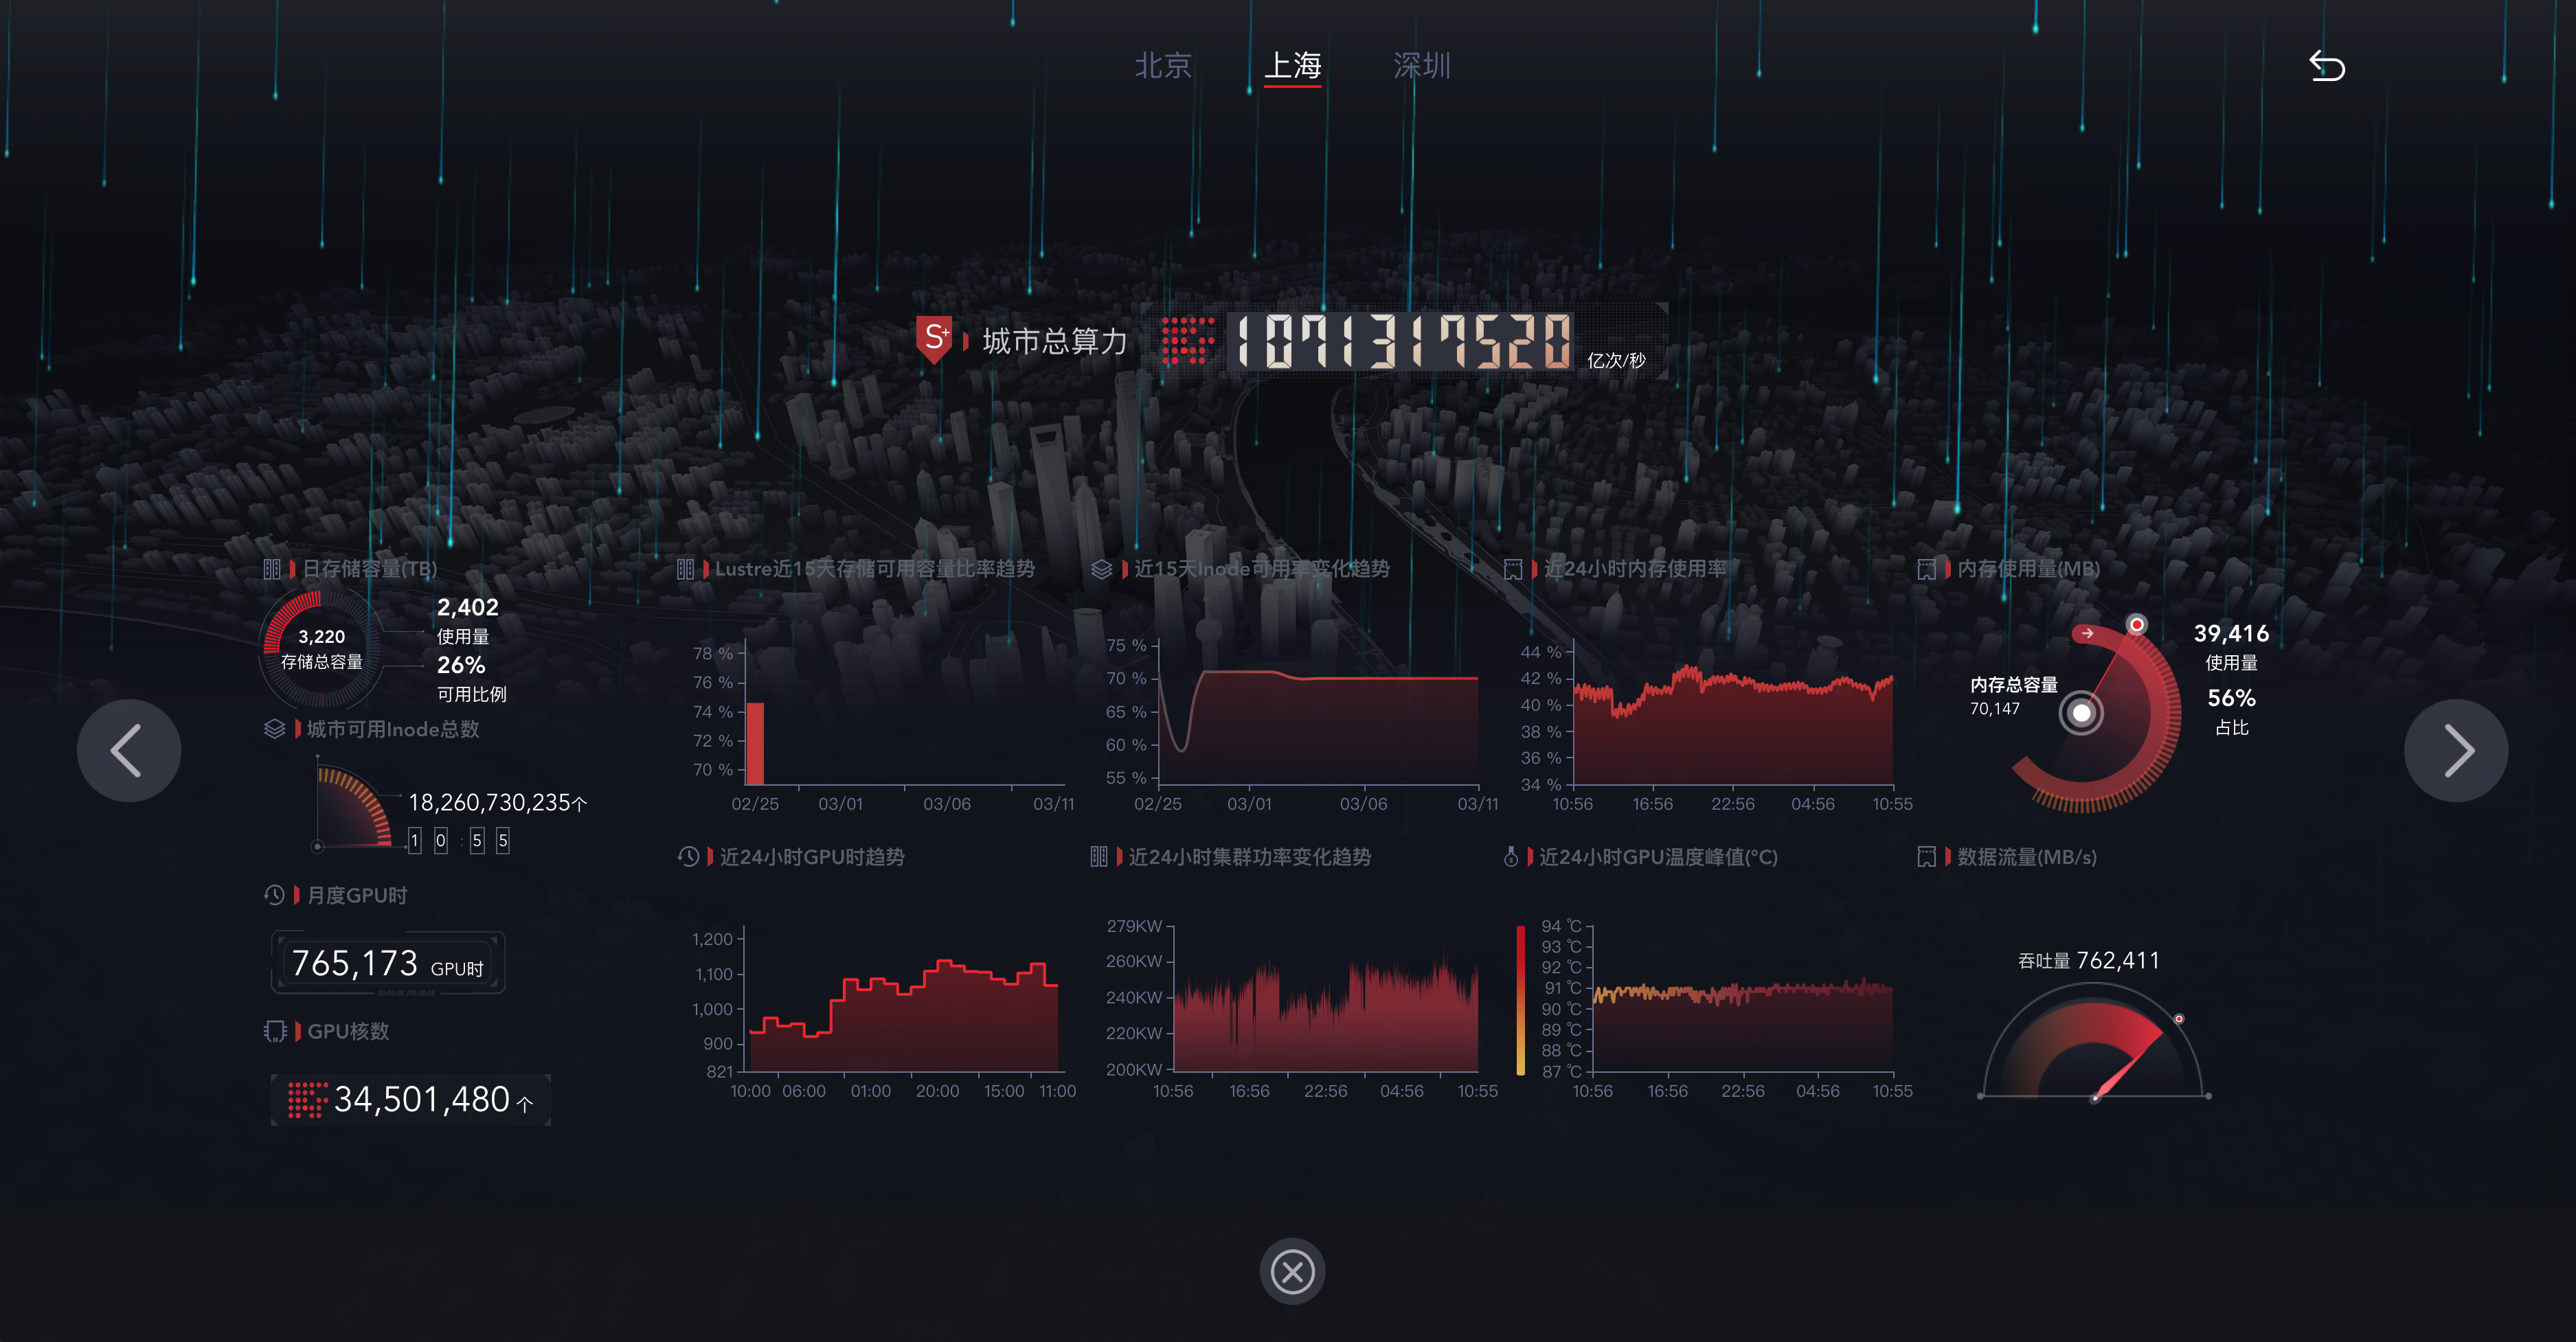 北京 上海 深圳
S+ 城市总算力 1071317520 亿次/秒
日存储容量(TB)
3,220
存储总容量
2,402
使用量
26%
可用比例
城市可用Inode总数
18,260,730,235个
10:55
月度GPU时
765,173 GPU时
GPU核数
34,501,480 个
Lustre近15天存储可用容量比率趋势
78 %
76 %
74 %
72 %
70 %
02/25 03/01 03/06 03/11
近15天Inode可用率变化趋势
75 %
70 %
65 %
60 %
55 %
02/25 03/01 03/06 03/11
近24小时内存使用率
44 %
42 %
40 %
38 %
36 %
34 %
10:56 16:56 22:56 04:56 10:55
内存使用量(MB)
内存总容量
70,147
39,416
使用量
56%
占比
近24小时GPU时趋势
1,200
1,100
1,000
900
821
10:00 06:00 01:00 20:00 15:00 11:00
近24小时集群功率变化趋势
279KW
260KW
240KW
220KW
200KW
10:56 16:56 22:56 04:56 10:55
近24小时GPU温度峰值(°C)
94 ℃
93 ℃
92 ℃
91 ℃
90 ℃
89 ℃
88 ℃
87 ℃
10:56 16:56 22:56 04:56 10:55
数据流量(MB/s)
吞吐量 762,411